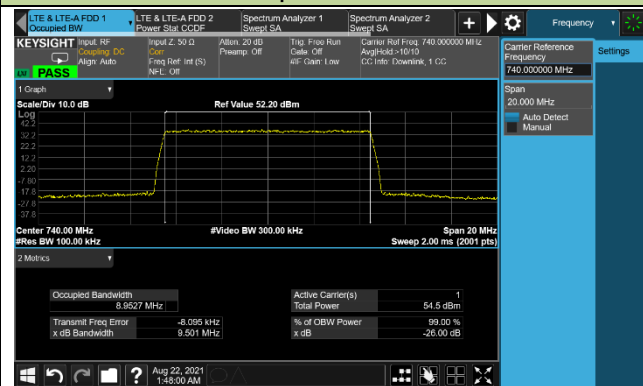 LTE & LTE-A FDD 1
Occupied BW
LTE & LTE-A FDD 2
Power Stat CCDF
Spectrum Analyzer 1
Swept SA
Spectrum Analyzer 2
Swept SA
Frequency
KEYSIGHT
Input: RF
Coupling: DC
Align: Auto
Input Z: 50 Ω
Corr
Freq Ref: Int (S)
NFE: Off
Atten: 20 dB
Preamp: Off
Trig: Free Run
Gate: Off
#IF Gain: Low
Carrier Ref Freq: 740.000000 MHz
Avg|Hold:>10/10
CC Info: Downlink, 1 CC
PASS
Carrier Reference
Frequency
740.000000 MHz
Settings
Span
20.000 MHz
Auto Detect
Manual
1 Graph
Scale/Div 10.0 dB
Ref Value 52.20 dBm
Log
42.2
32.2
22.2
12.2
2.20
-7.80
-17.8
-27.8
-37.8
Center 740.00 MHz
#Video BW 300.00 kHz
Span 20 MHz
#Res BW 100.00 kHz
Sweep 2.00 ms (2001 pts)
2 Metrics
Occupied Bandwidth
8.9527 MHz
Active Carrier(s) 1
Total Power 54.5 dBm
Transmit Freq Error -8.095 kHz
x dB Bandwidth 9.501 MHz
% of OBW Power 99.00 %
x dB -26.00 dB
?
Aug 22, 2021
1:48:00 AM